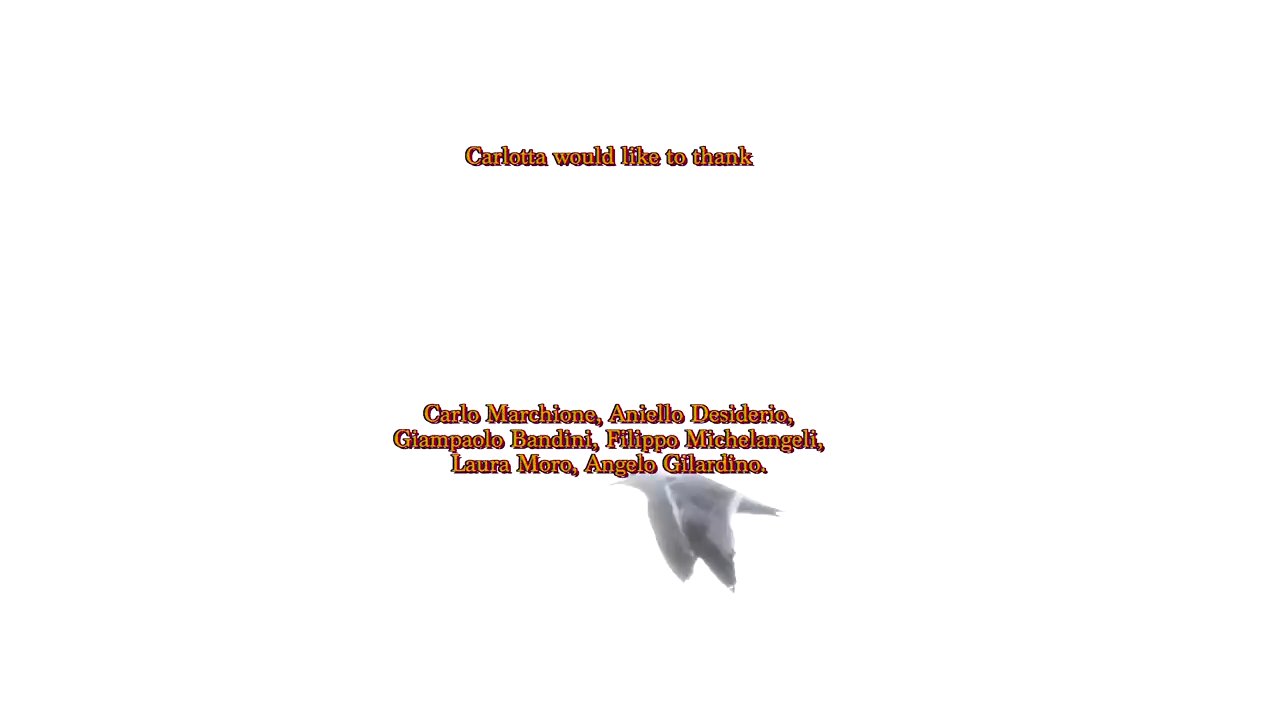 Carlotta would like to thank
Carlo Marchione, Aniello Desiderio,
Giampaolo Bandini, Filippo Michelangeli,
Laura Moro, Angelo Gilardino.